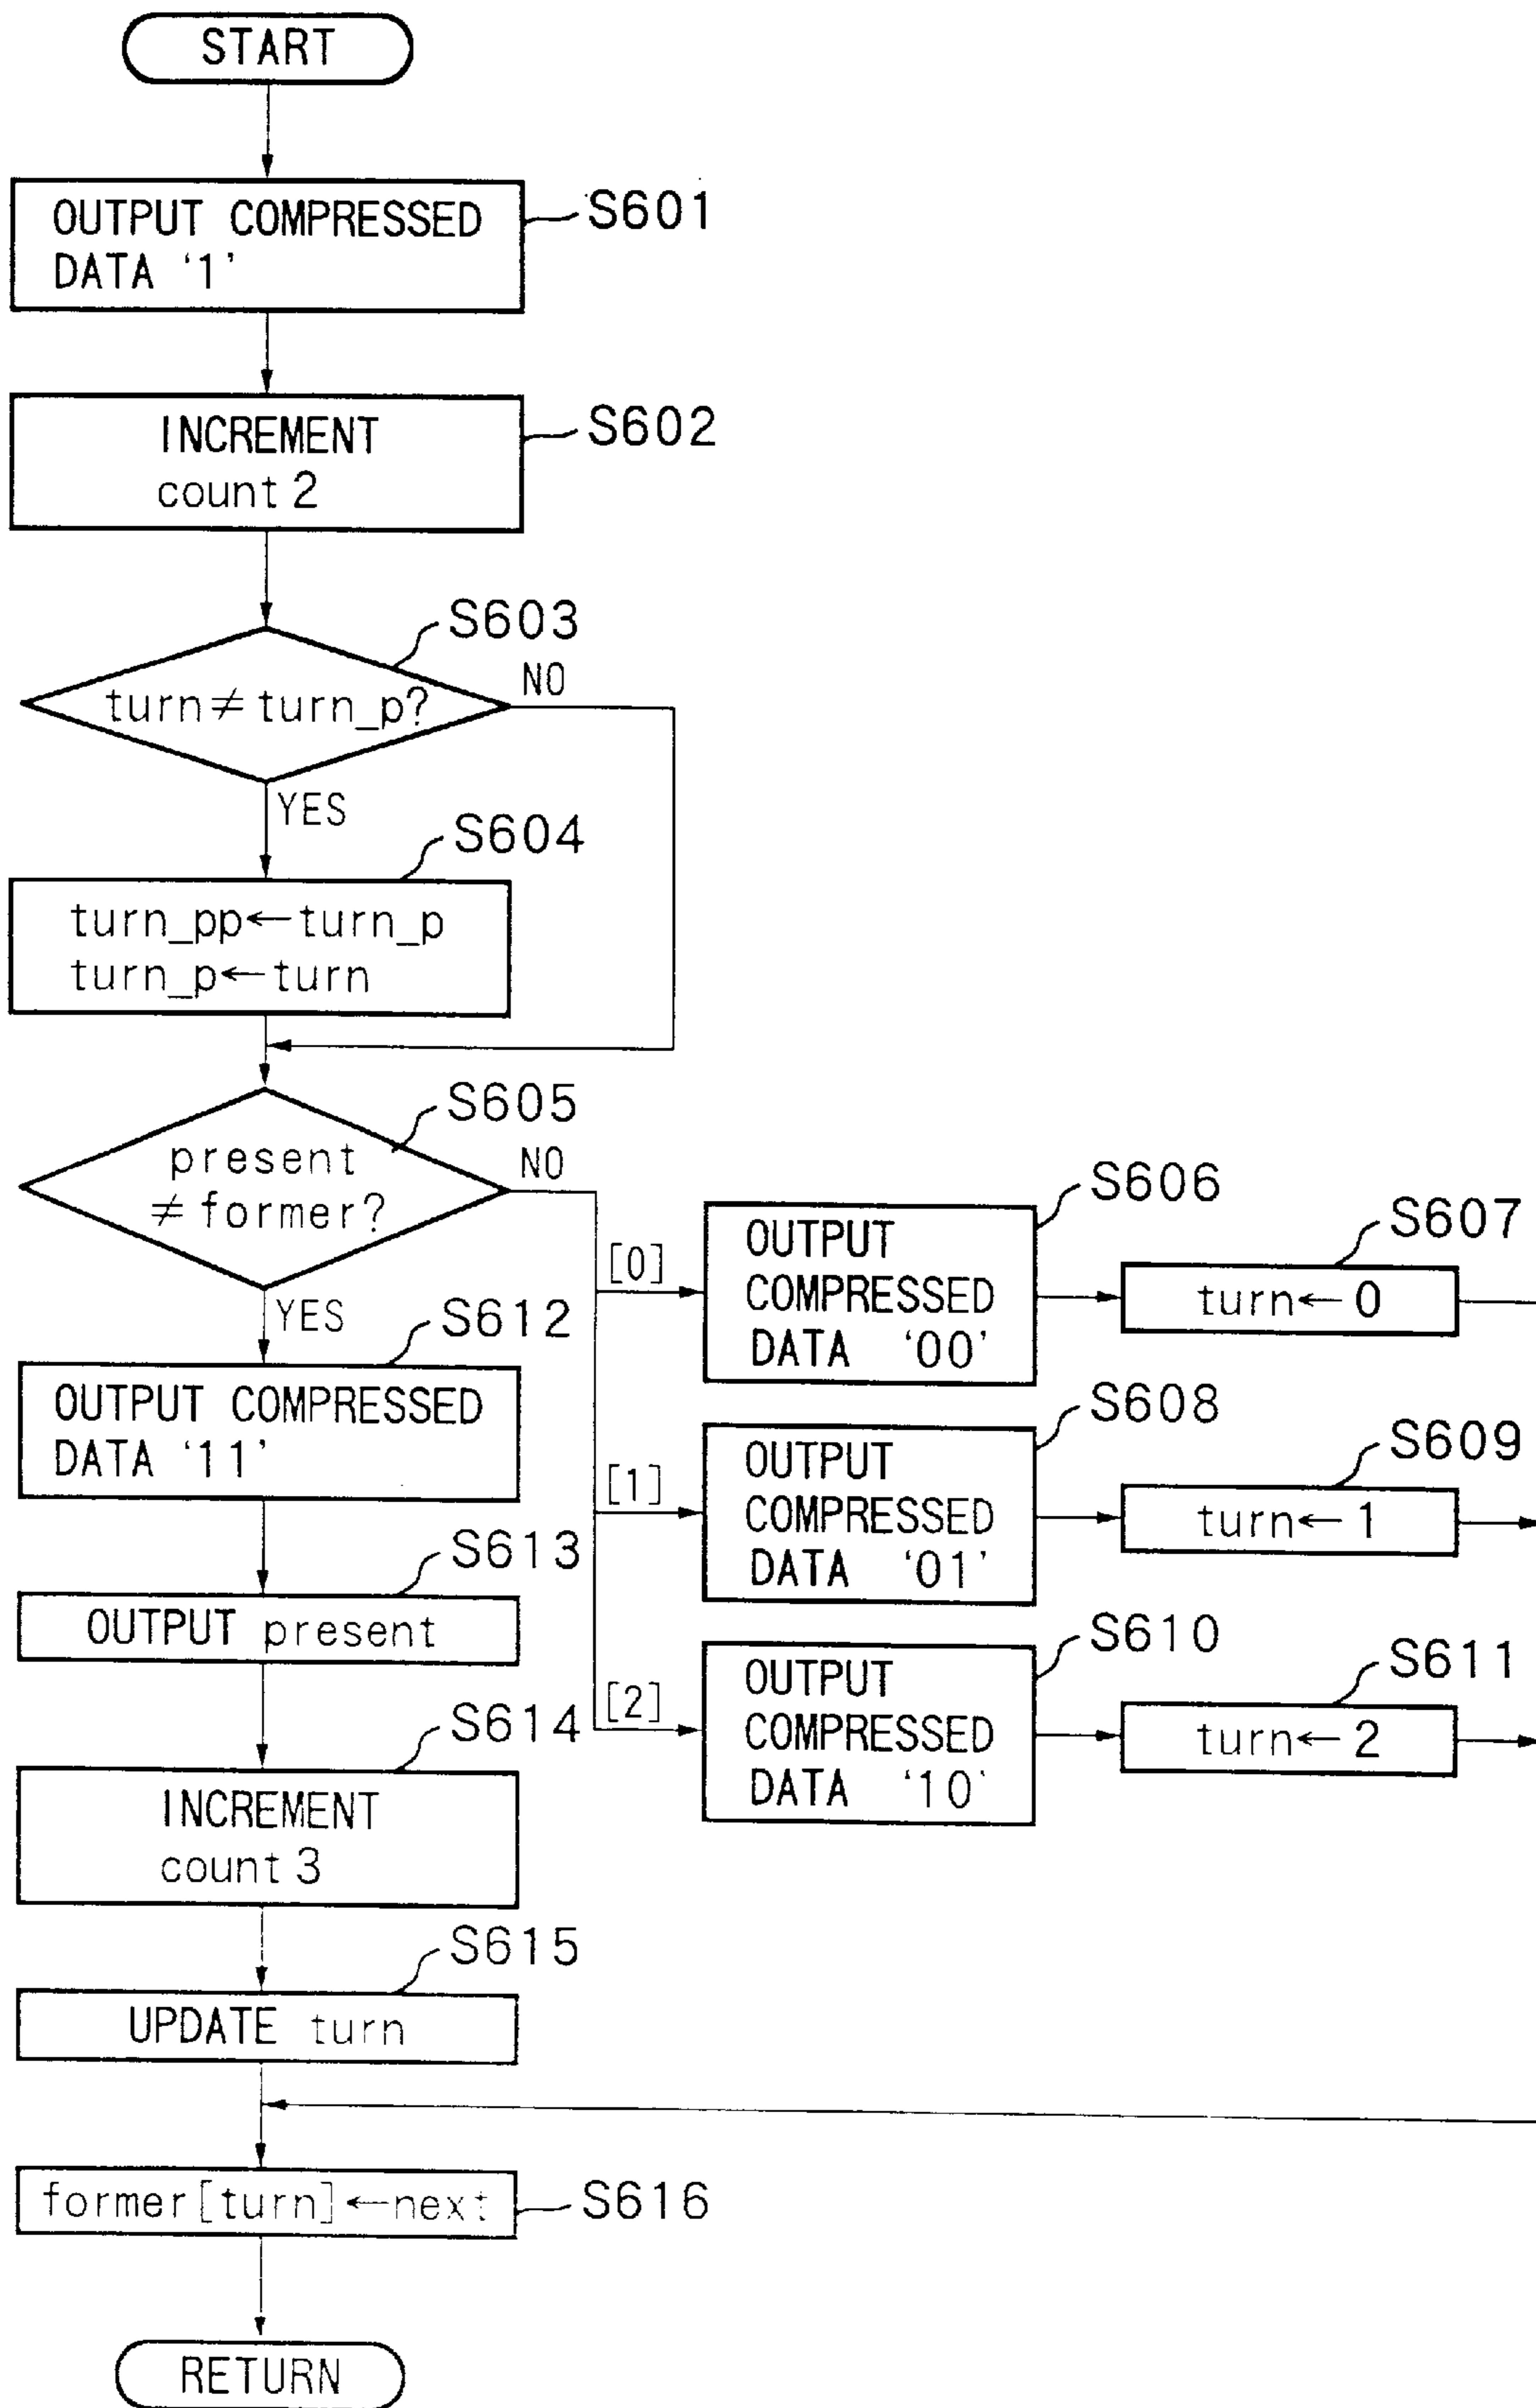 START
OUTPUT COMPRESSED
DATA ‘1’
S601
INCREMENT
count 2
S602
S603
turn≠turn_p?
NO
YES
S604
turn_pp←turn_p
turn_p←turn
S605
present
≠former?
NO
YES
[0]
S606
OUTPUT
COMPRESSED
DATA ‘00’
S607
turn←0
[1]
S608
OUTPUT
COMPRESSED
DATA ‘01’
S609
turn←1
[2]
S610
OUTPUT
COMPRESSED
DATA ‘10’
S611
turn←2
S612
OUTPUT COMPRESSED
DATA ‘11’
S613
OUTPUT present
S614
INCREMENT
count 3
S615
UPDATE turn
former[turn]←next
S616
RETURN